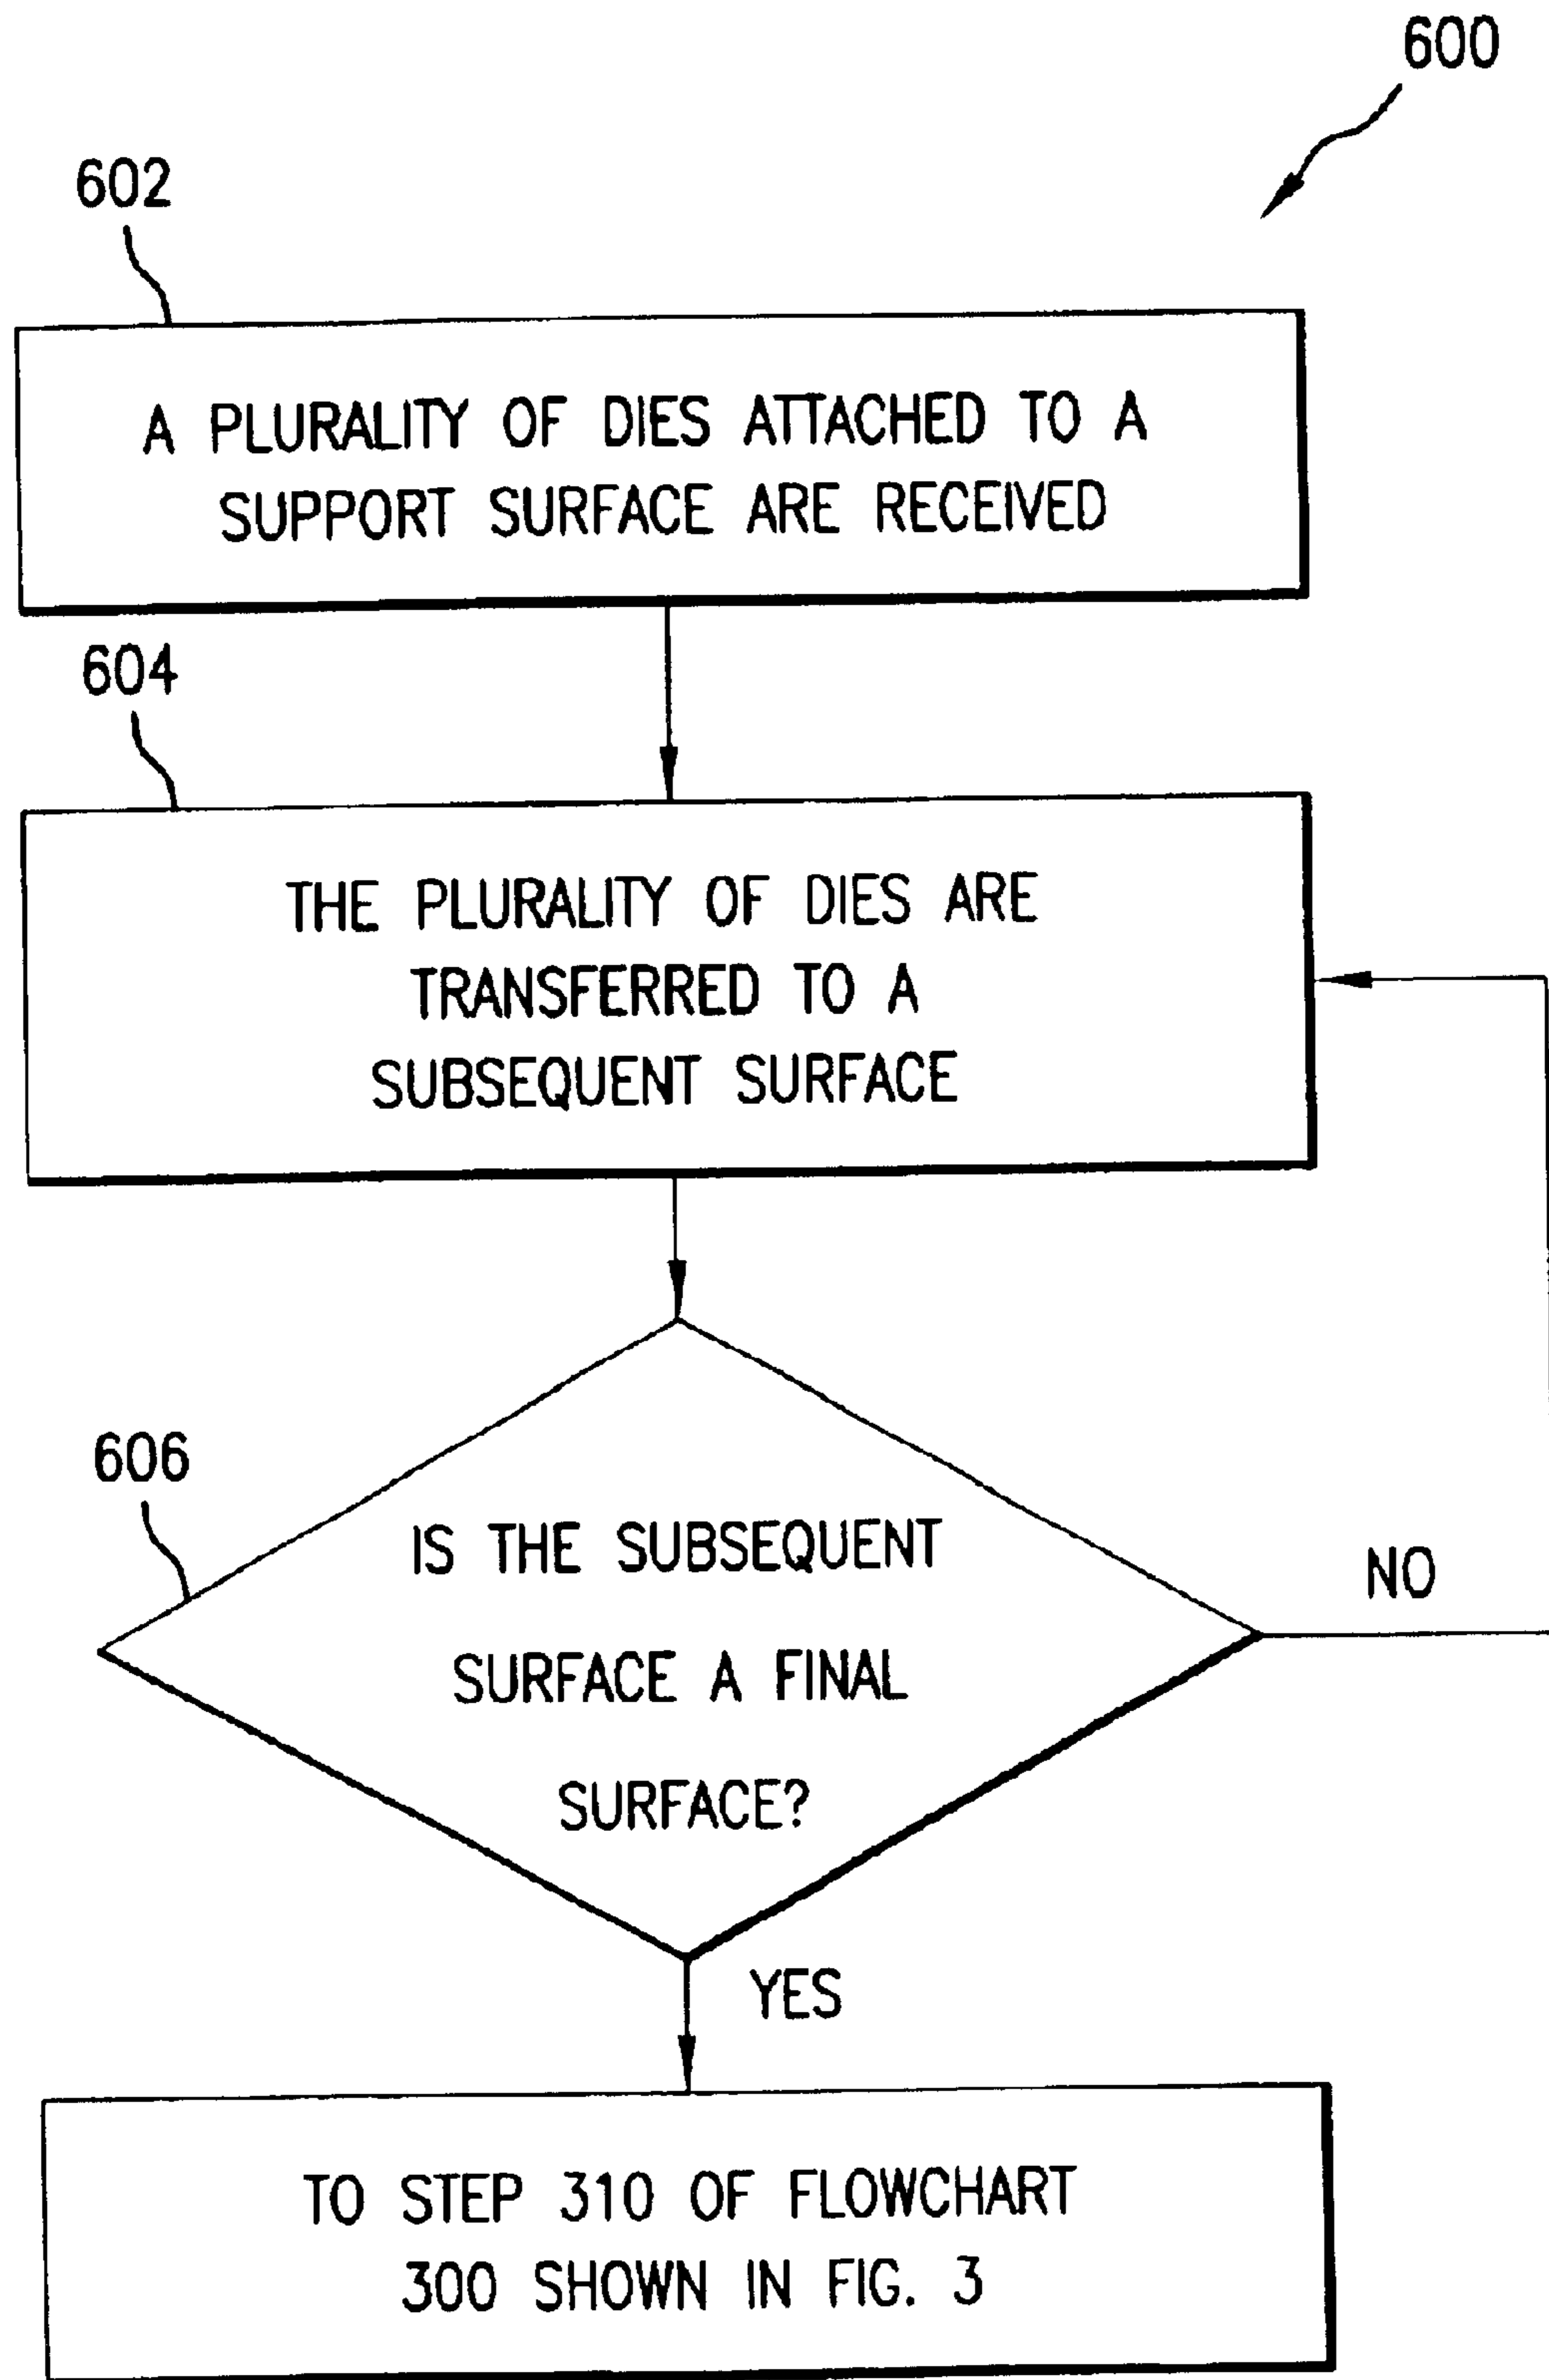 600
602
A PLURALITY OF DIES ATTACHED TO A
SUPPORT SURFACE ARE RECEIVED
604
THE PLURALITY OF DIES ARE
TRANSFERRED TO A
SUBSEQUENT SURFACE
606
IS THE SUBSEQUENT
SURFACE A FINAL
SURFACE?
NO
YES
TO STEP 310 OF FLOWCHART
300 SHOWN IN FIG. 3